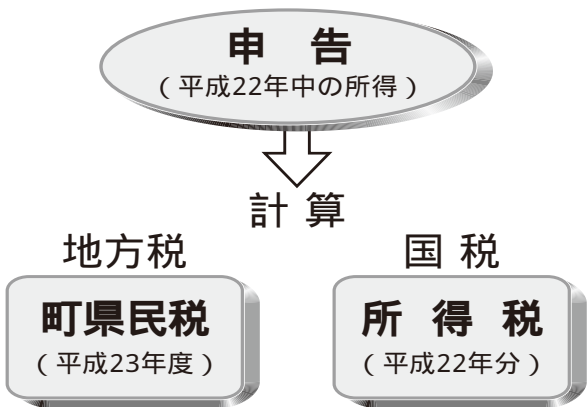 申 告
（平成22年中の所得）
計 算
地方税
国 税
町県民税
（平成23年度）
所 得 税
（平成22年分）